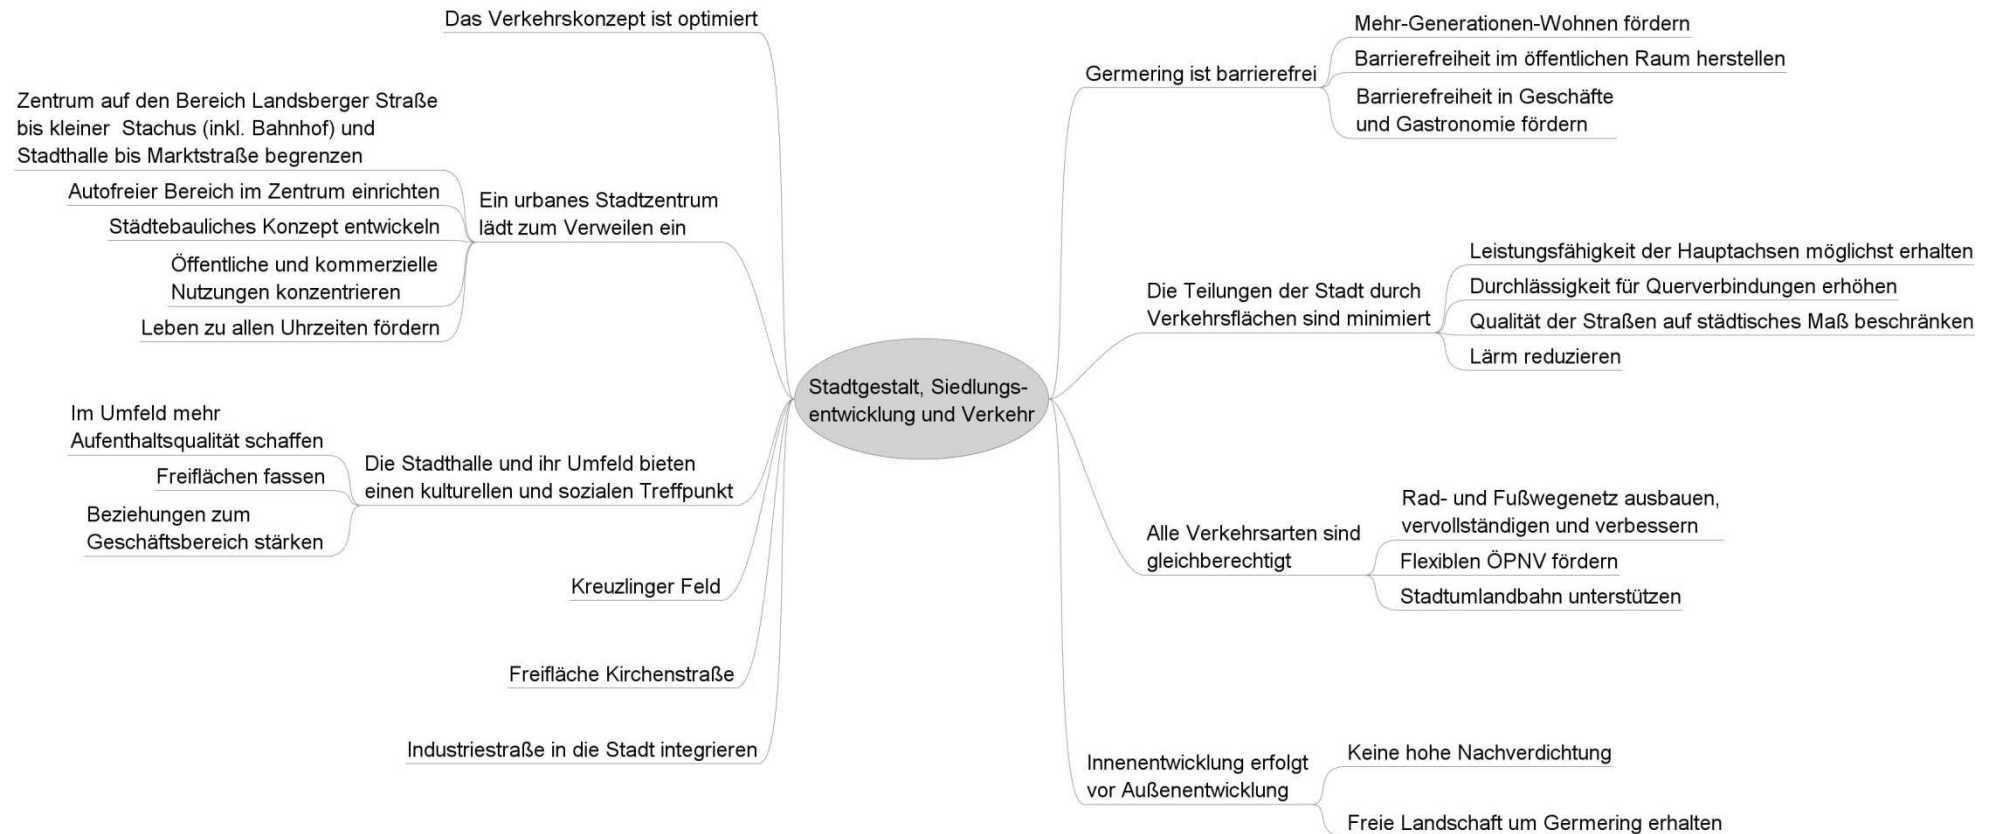 Das Verkehrskonzept ist optimiert
Zentrum auf den Bereich Landsberger Straße
bis kleiner  Stachus (inkl. Bahnhof) und
Stadthalle bis Marktstraße begrenzen
Autofreier Bereich im Zentrum einrichten
Städtebauliches Konzept entwickeln
Öffentliche und kommerzielle
Nutzungen konzentrieren
Leben zu allen Uhrzeiten fördern
Ein urbanes Stadtzentrum
lädt zum Verweilen ein
Im Umfeld mehr
Aufenthaltsqualität schaffen
Freiflächen fassen
Beziehungen zum
Geschäftsbereich stärken
Die Stadthalle und ihr Umfeld bieten
einen kulturellen und sozialen Treffpunkt
Kreuzlinger Feld
Freifläche Kirchenstraße
Industriestraße in die Stadt integrieren
Stadtgestalt, Siedlungs-
entwicklung und Verkehr
Germering ist barrierefrei
Mehr-Generationen-Wohnen fördern
Barrierefreiheit im öffentlichen Raum herstellen
Barrierefreiheit in Geschäfte
und Gastronomie fördern
Die Teilungen der Stadt durch
Verkehrsflächen sind minimiert
Leistungsfähigkeit der Hauptachsen möglichst erhalten
Durchlässigkeit für Querverbindungen erhöhen
Qualität der Straßen auf städtisches Maß beschränken
Lärm reduzieren
Alle Verkehrsarten sind
gleichberechtigt
Rad- und Fußwegenetz ausbauen,
vervollständigen und verbessern
Flexiblen ÖPNV fördern
Stadtumlandbahn unterstützen
Innenentwicklung erfolgt
vor Außenentwicklung
Keine hohe Nachverdichtung
Freie Landschaft um Germering erhalten